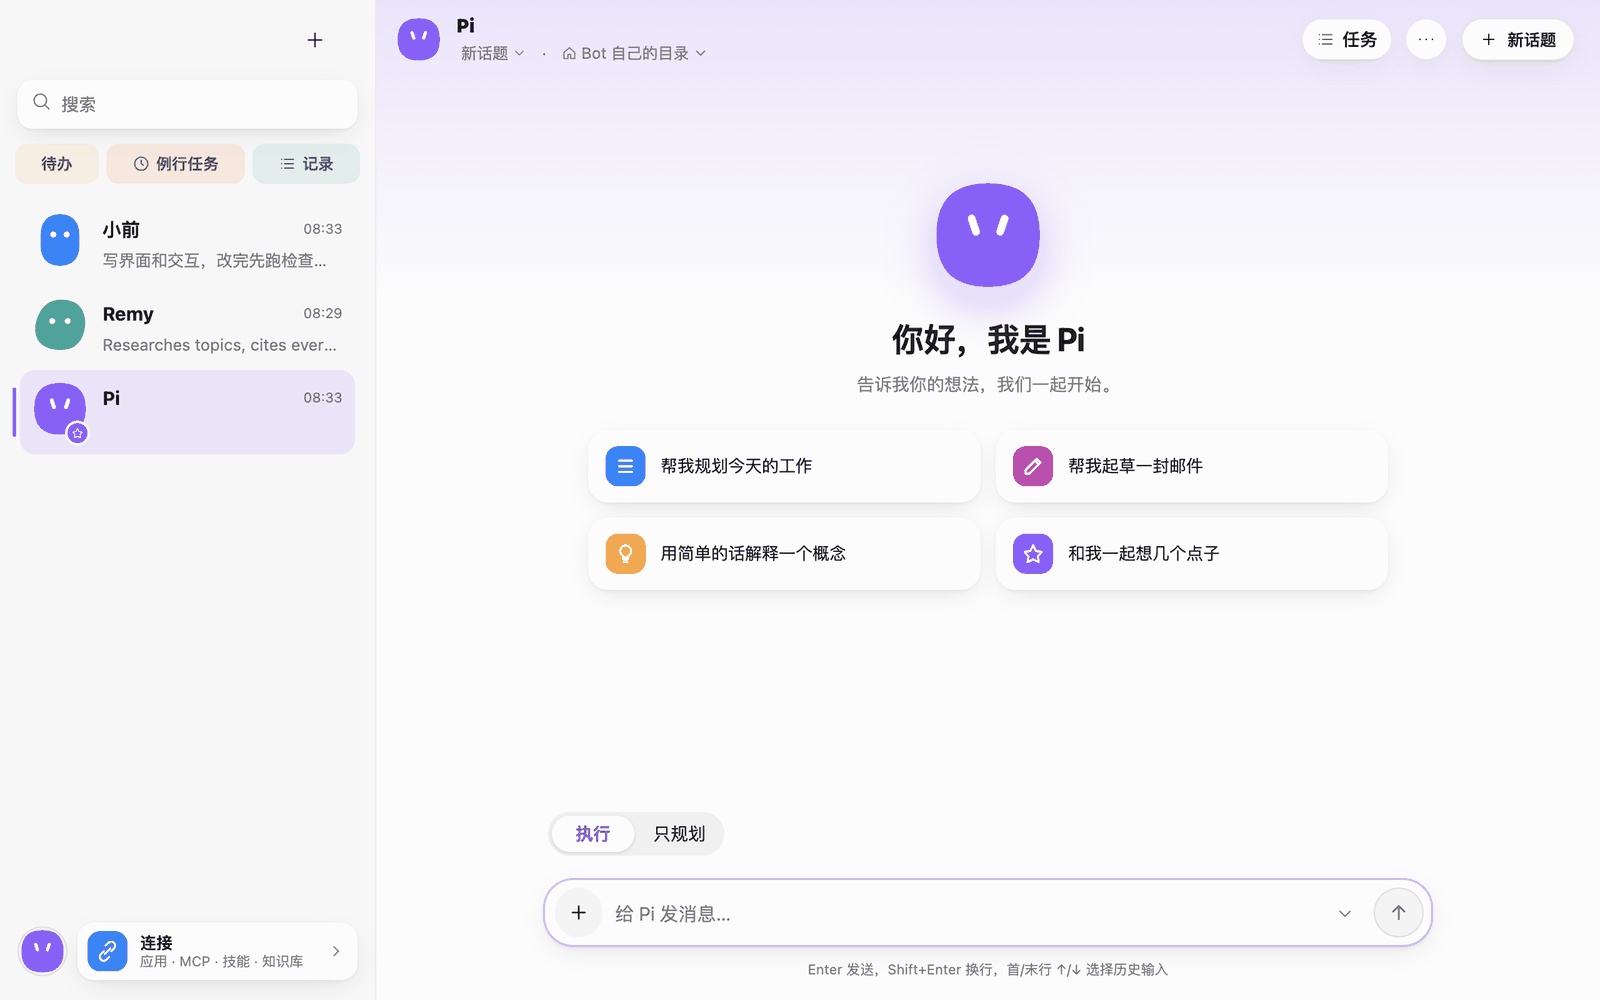 搜索
待办
例行任务
记录
小前
08:33
写界面和交互，改完先跑检查...
Remy
08:29
Researches topics, cites ever...
Pi
08:33
连接
应用 · MCP · 技能 · 知识库
Pi
新话题 · Bot 自己的目录
任务
···
新话题
你好，我是 Pi
告诉我你的想法，我们一起开始。
帮我规划今天的工作
帮我起草一封邮件
用简单的话解释一个概念
和我一起想几个点子
执行
只规划
给 Pi 发消息...
Enter 发送，Shift+Enter 换行，首/末行 ↑/↓ 选择历史输入